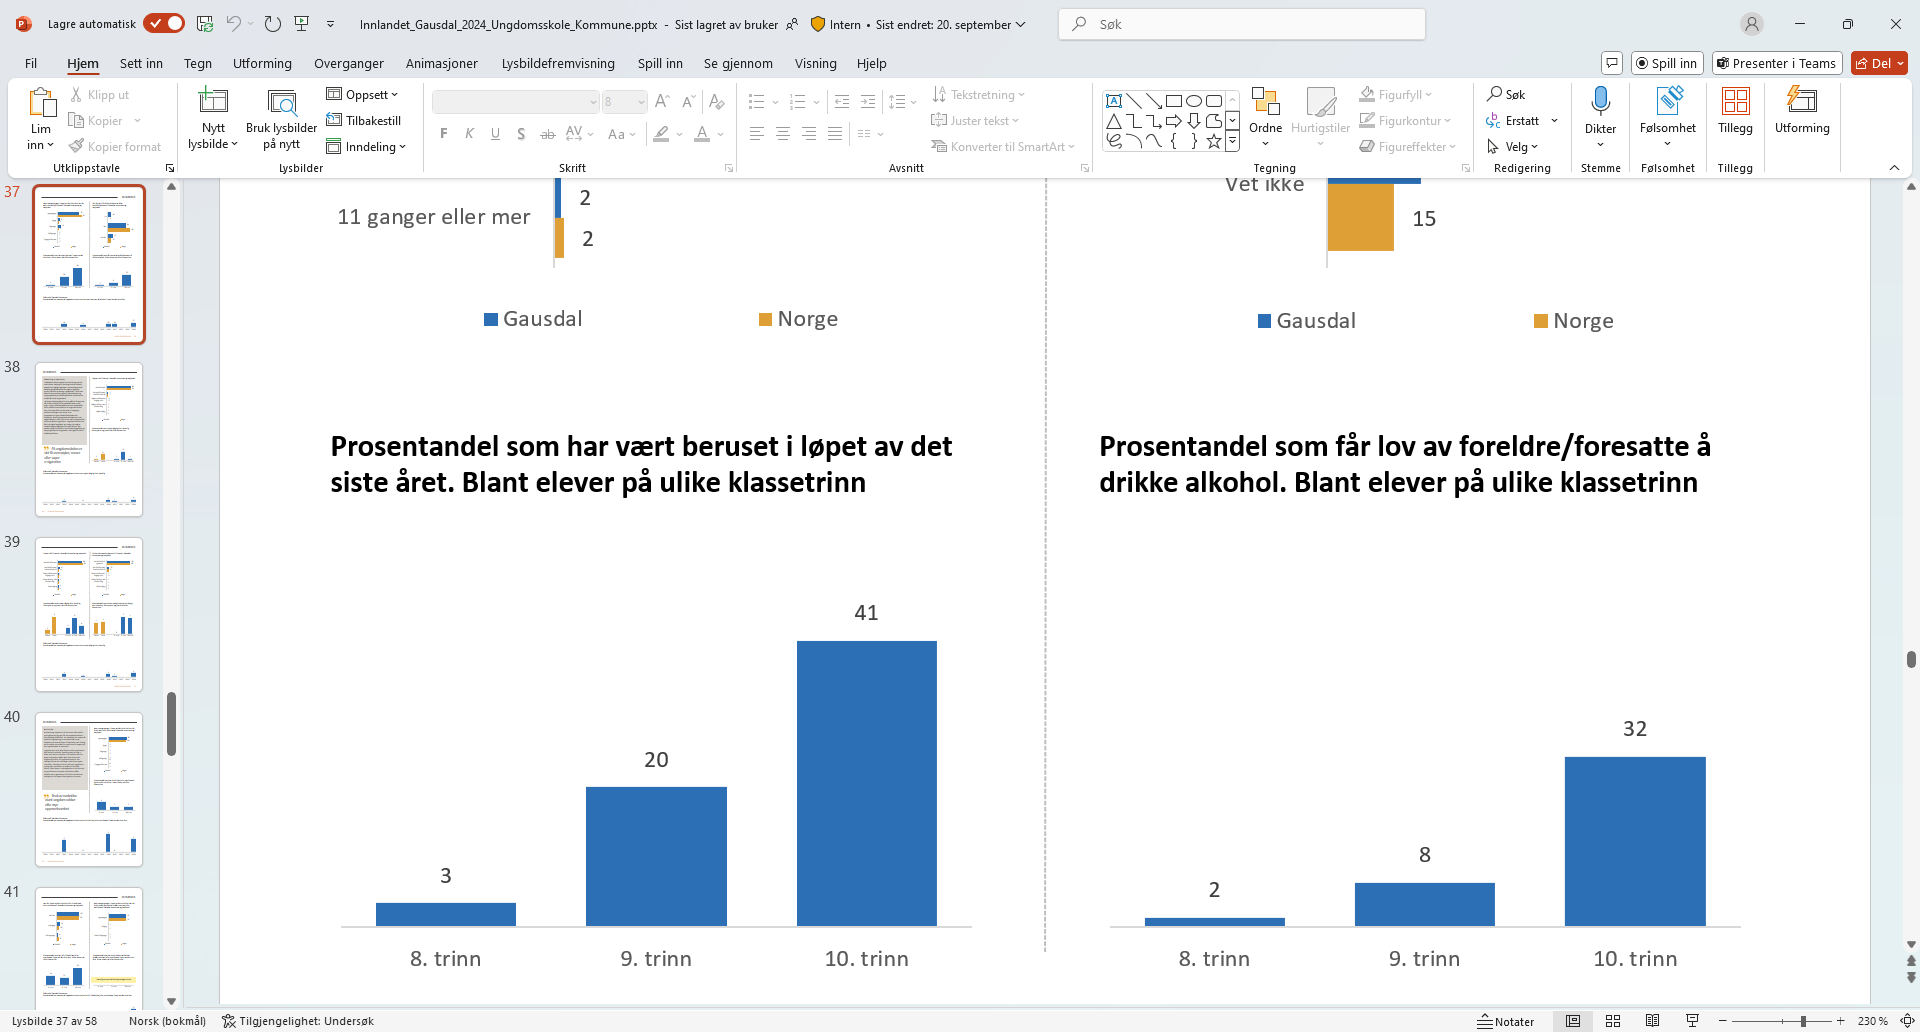 Lagre automatisk
Innlandet_Gausdal_2024_Ungdomsskole_Kommune.pptx - Sist lagret av bruker
Intern • Sist endret: 20. september
Søk
Fil Hjem Sett inn Tegn Utforming Overganger Animasjoner Lysbildefremvisning Spill inn Se gjennom Visning Hjelp
Spill inn
Presenter i Teams
Del
Lim inn
Klipp ut
Kopier
Kopier format
Utklippstavle
Nytt lysbilde
Bruk lysbilder på nytt
Oppsett
Tilbakestill
Inndeling
Lysbilder
8
F K U S ab AV Aa A
Skrift
Tekstretning
Juster tekst
Konverter til SmartArt
Avsnitt
Ordne
Hurtigstiler
Figurfyll
Figurkontur
Figureffekter
Tegning
Søk
Erstatt
Velg
Redigering
Dikter
Stemme
Følsomhet
Følsomhet
Tillegg
Tillegg
Utforming
37
38
39
40
41
11 ganger eller mer
2
2
Gausdal Norge
Vet ikke
15
Gausdal Norge
Prosentandel som har vært beruset i løpet av det
siste året. Blant elever på ulike klassetrinn
3
20
41
8. trinn 9. trinn 10. trinn
Prosentandel som får lov av foreldre/foresatte å
drikke alkohol. Blant elever på ulike klassetrinn
2
8
32
8. trinn 9. trinn 10. trinn
Lysbilde 37 av 58 Norsk (bokmål) Tilgjengelighet: Undersøk
Notater
230 %